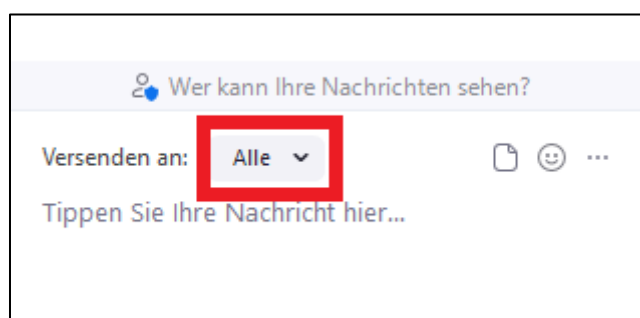 Wer kann Ihre Nachrichten sehen?
Versenden an: Alle
Tippen Sie Ihre Nachricht hier...